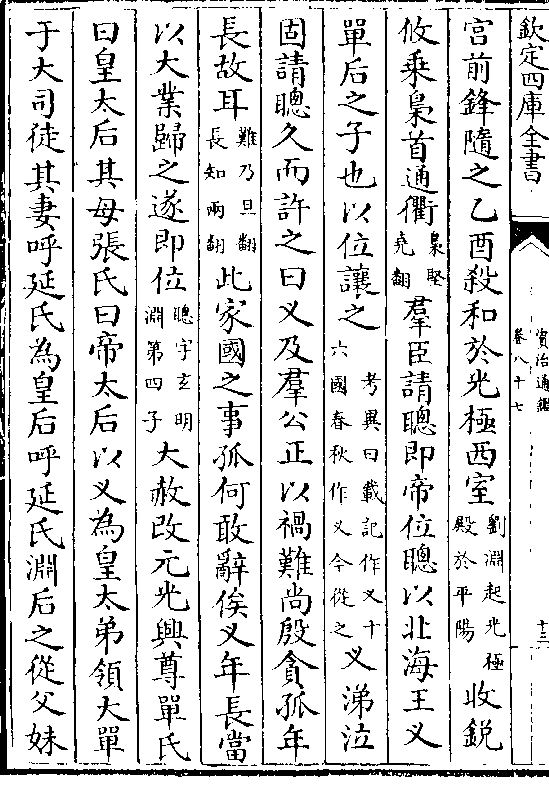 欽定四庫全書
資治通鑑
卷八十七
十三
宮前鋒隨之乙酉殺和於光極西室劉淵起光極殿於平陽收銳
攸乘梟首通衢梟堅堯翻羣臣請聰即帝位聰以北海王乂
單后之子也以位讓之考異曰載記作义十六國春秋作乂今從之乂涕泣
固請聰久而許之曰乂及羣公正以禍難尚殷貪孤年
長故耳難乃旦翻長知兩翻此家國之事孤何敢辭俟乂年長當
以大業歸之遂即位聰字玄明淵第四子大赦改元光興尊單氏
曰皇太后其母張氏曰帝太后以乂為皇太弟領大單
于大司徒其妻呼延氏為皇后呼延氏淵后之從父妹